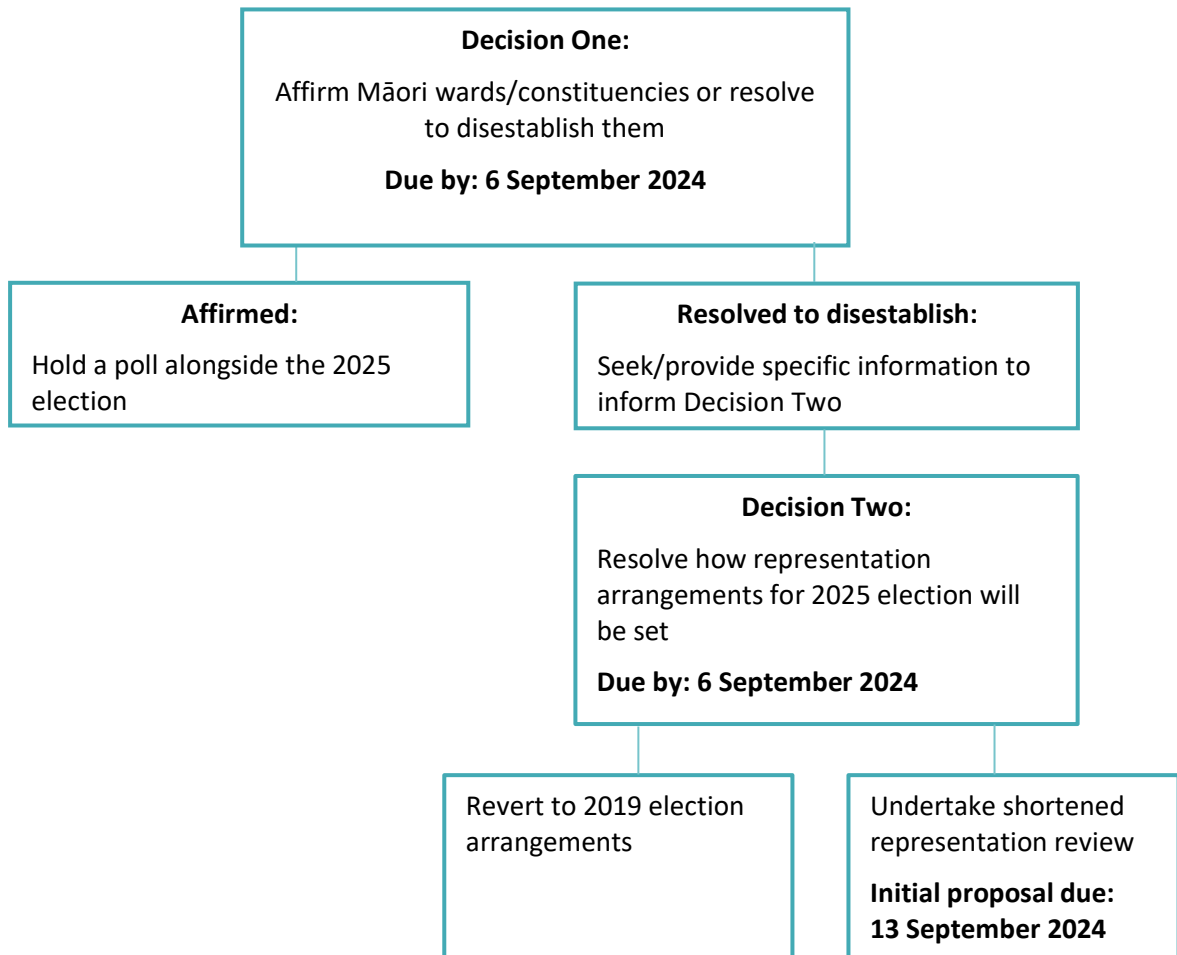 Decision One:
Affirm Māori wards/constituencies or resolve
to disestablish them
Due by: 6 September 2024
Affirmed:
Hold a poll alongside the 2025
election
Resolved to disestablish:
Seek/provide specific information to
inform Decision Two
Decision Two:
Resolve how representation
arrangements for 2025 election will
be set
Due by: 6 September 2024
Revert to 2019 election
arrangements
Undertake shortened
representation review
Initial proposal due:
13 September 2024